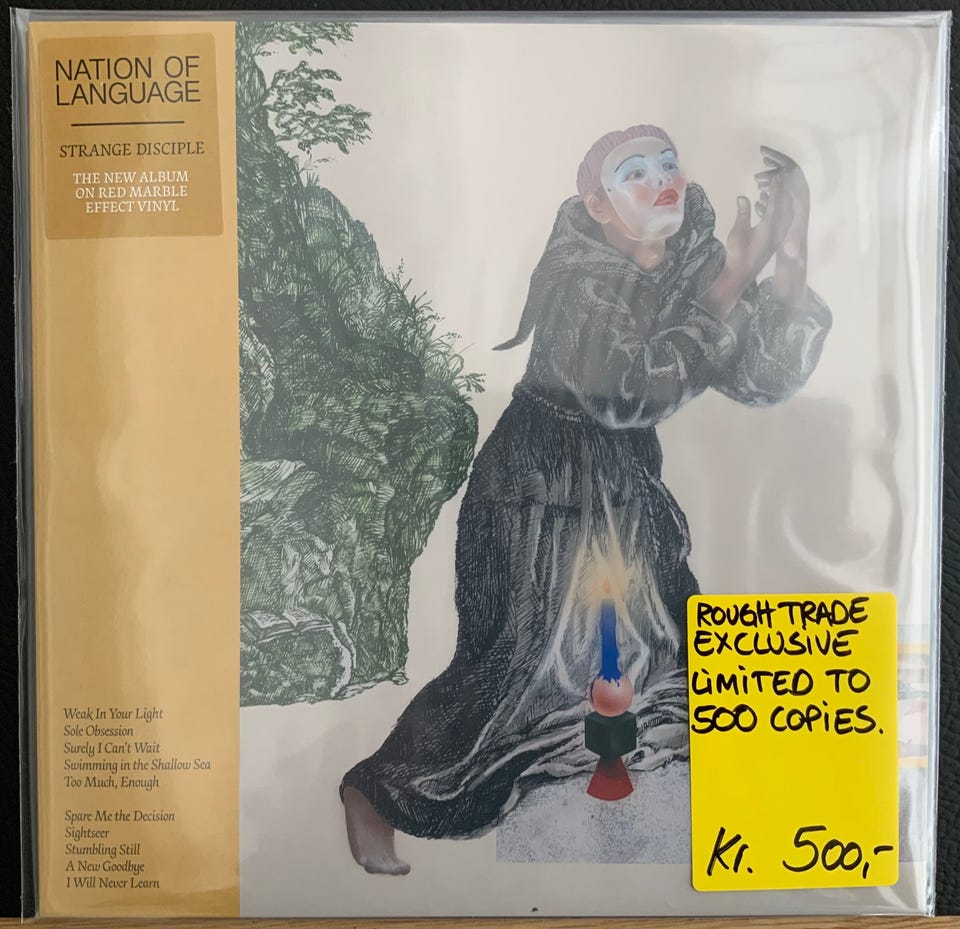 NATION OF
LANGUAGE
STRANGE DISCIPLE
THE NEW ALBUM
ON RED MARBLE
EFFECT VINYL
Weak In Your Light
Sole Obsession
Surely I Can't Wait
Swimming in the Shallow Sea
Too Much, Enough
Spare Me the Decision
Sightseer
Stumbling Still
A New Goodbye
I Will Never Learn
ROUGH TRADE
EXCLUSIVE
LIMITED TO
500 COPIES.
Kr. 500,-